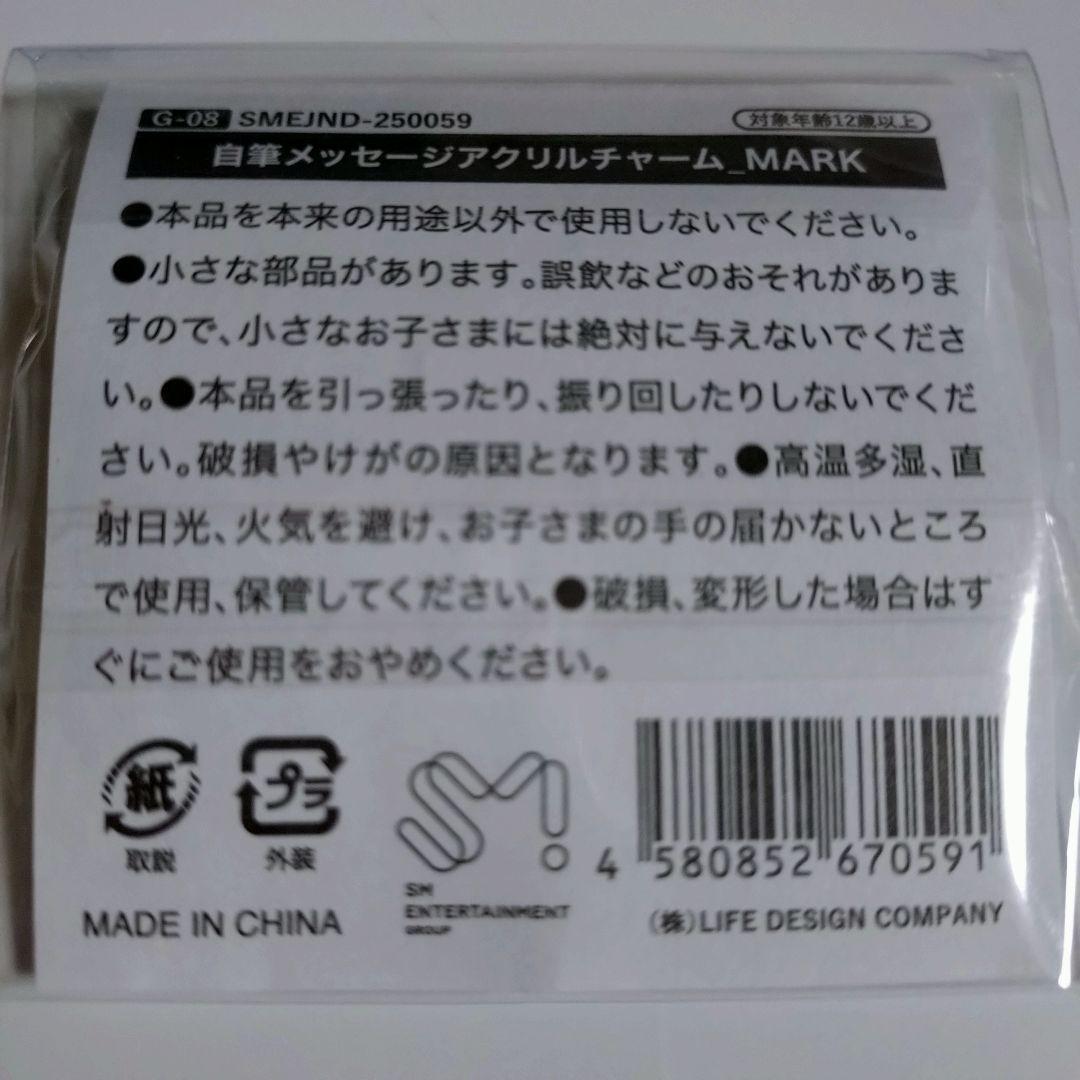 G-08 SMEJND-250059 対象年齢12歳以上
自筆メッセージアクリルチャーム_MARK
●本品を本来の用途以外で使用しないでください。
●小さな部品があります。誤飲などのおそれがありま
すので、小さなお子さまには絶対に与えないでくださ
い。●本品を引っ張ったり、振り回したりしないでくだ
さい。破損やけがの原因となります。●高温多湿、直
射日光、火気を避け、お子さまの手の届かないところ
で使用、保管してください。●破損、変形した場合はす
ぐにご使用をおやめください。
紙 プラ
取説 外装
SM
ENTERTAINMENT
GROUP
4 580852 670591
MADE IN CHINA
(株)LIFE DESIGN COMPANY